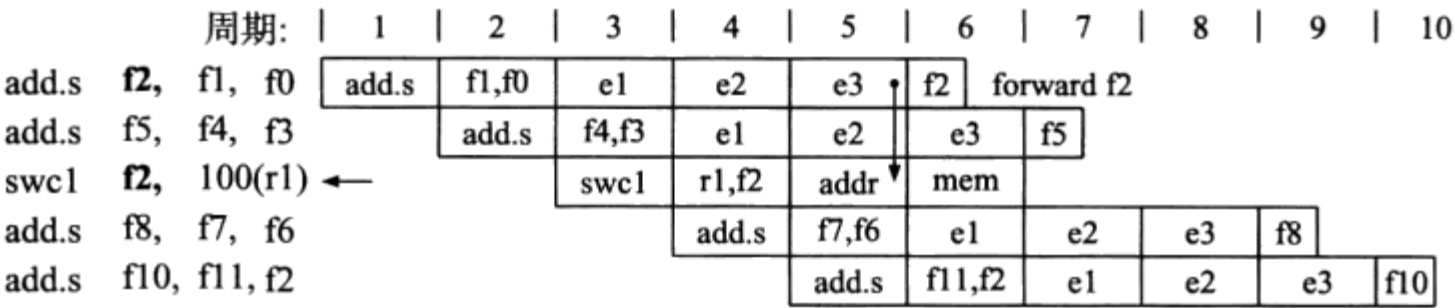 周期: | 1 | 2 | 3 | 4 | 5 | 6 | 7 | 8 | 9 | 10
add.s f2, f1, f0 add.s f1,f0 e1 e2 e3 f2 forward f2
add.s f5, f4, f3 add.s f4,f3 e1 e2 e3 f5
swc1 f2, 100(r1) swc1 r1,f2 addr mem
add.s f8, f7, f6 add.s f7,f6 e1 e2 e3 f8
add.s f10, f11, f2 add.s f11,f2 e1 e2 e3 f10